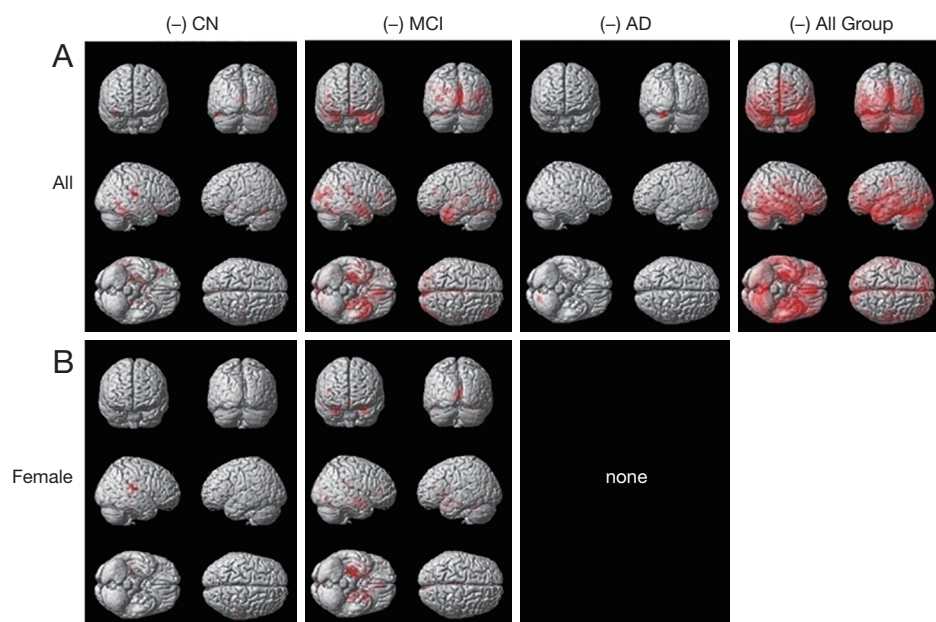 (–) CN (–) MCI (–) AD (–) All Group
A
All
B
Female
none